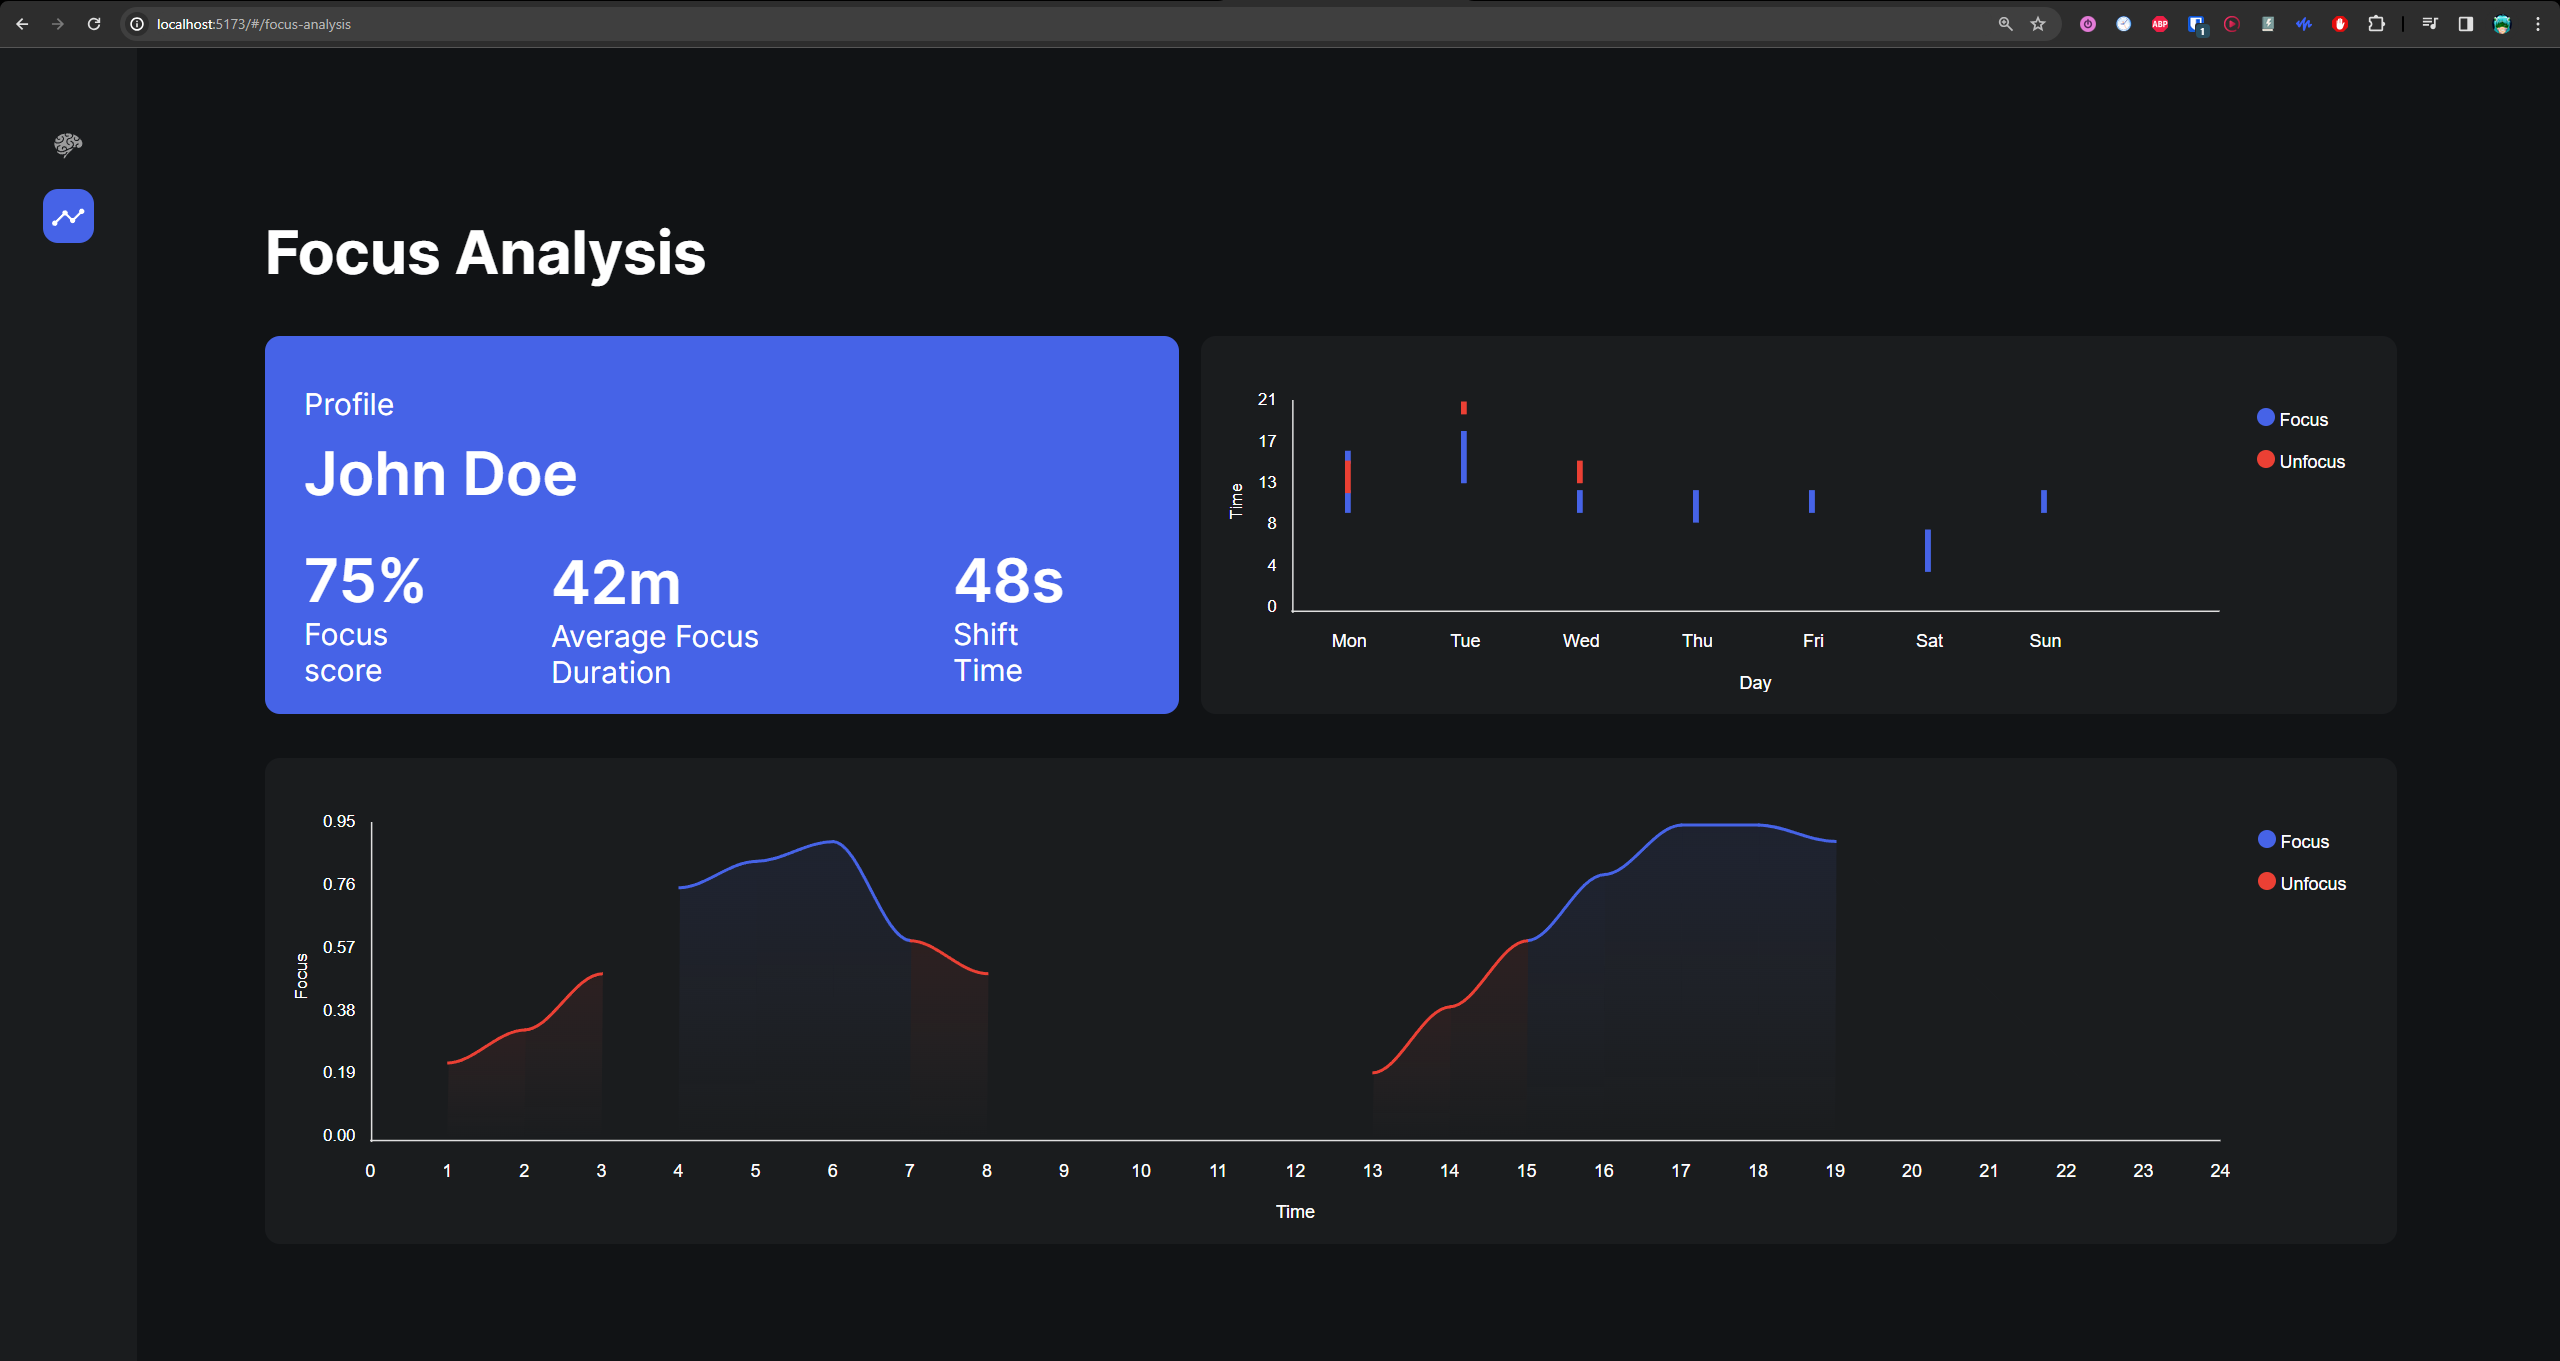 localhost:5173/#/focus-analysis
ABP
1
Focus Analysis
Profile
John Doe
75%
Focus
score
42m
Average Focus
Duration
48s
Shift
Time
21
17
13
8
4
0
Time
Mon Tue Wed Thu Fri Sat Sun
Day
Focus
Unfocus
0.95
0.76
0.57
0.38
0.19
0.00
Focus
0 1 2 3 4 5 6 7 8 9 10 11 12 13 14 15 16 17 18 19 20 21 22 23 24
Time
Focus
Unfocus